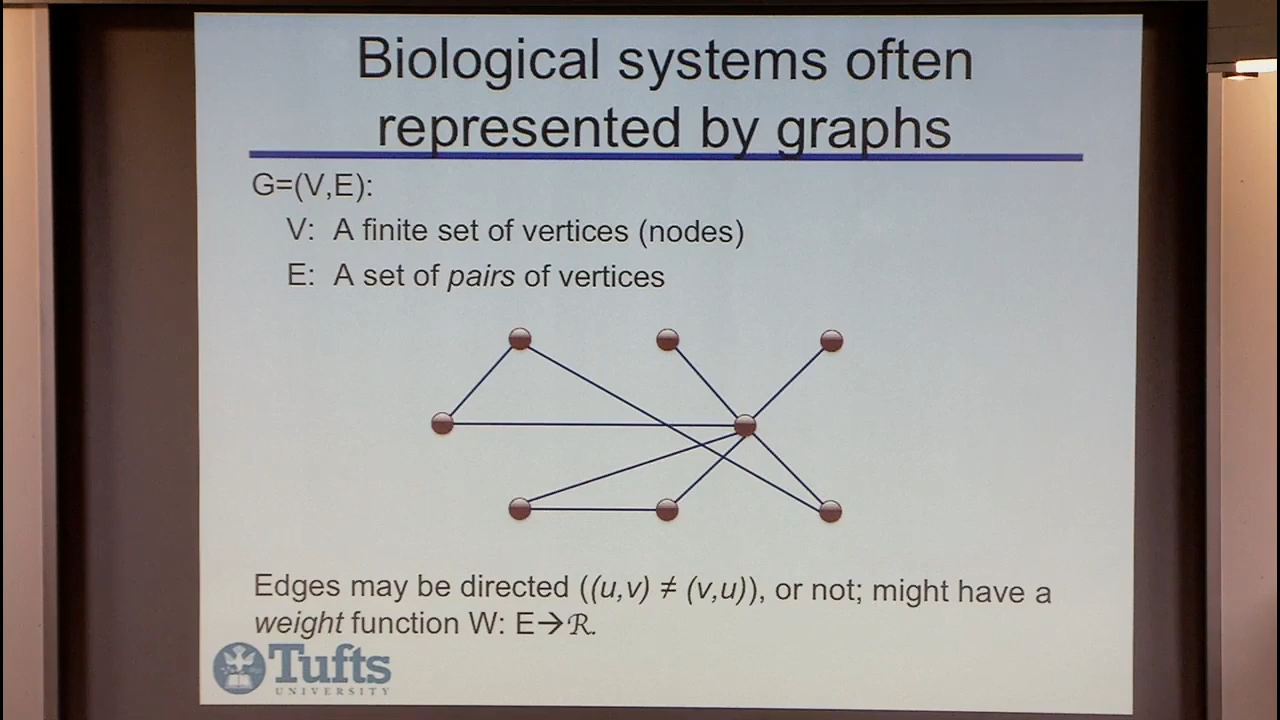 Biological systems often
represented by graphs
G=(V,E):
V: A finite set of vertices (nodes)
E: A set of pairs of vertices
Edges may be directed ((u,v) ≠ (v,u)), or not; might have a
weight function W: E→ℛ.
Tufts
UNIVERSITY